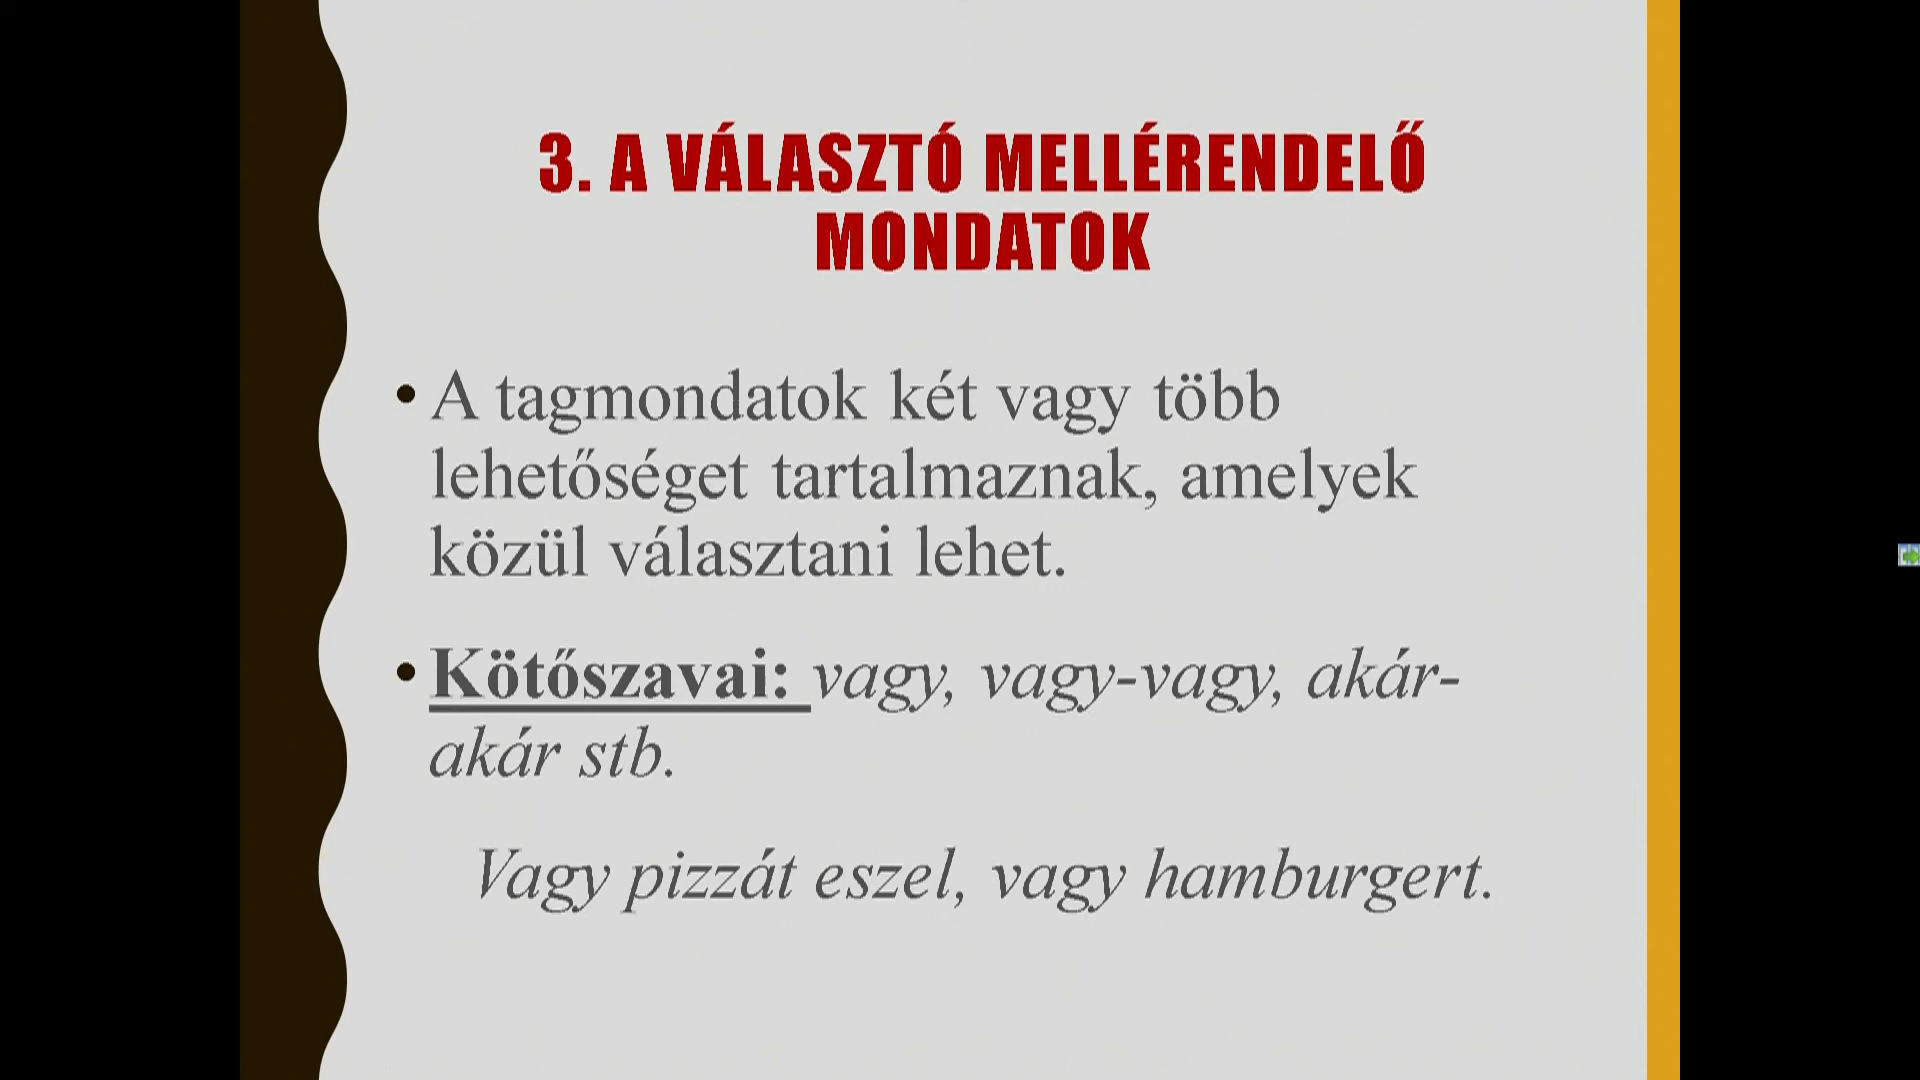 3. A VÁLASZTÓ MELLÉRENDELŐ
MONDATOK
• A tagmondatok két vagy több
lehetőséget tartalmaznak, amelyek
közül választani lehet.
• Kötőszavai: vagy, vagy-vagy, akár-
akár stb.
Vagy pizzát eszel, vagy hamburgert.